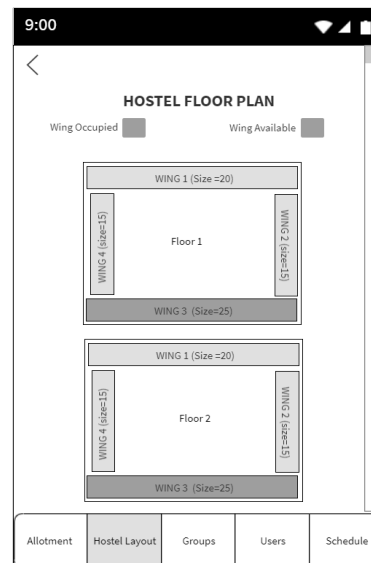 9:00
HOSTEL FLOOR PLAN
Wing Occupied
Wing Available
WING 1 (Size =20)
WING 4 (size=15)
Floor 1
WING 2 (size=15)
WING 3 (Size=25)
WING 1 (Size =20)
WING 4 (size=15)
Floor 2
WING 2 (size=15)
WING 3 (Size=25)
Allotment
Hostel Layout
Groups
Users
Schedule